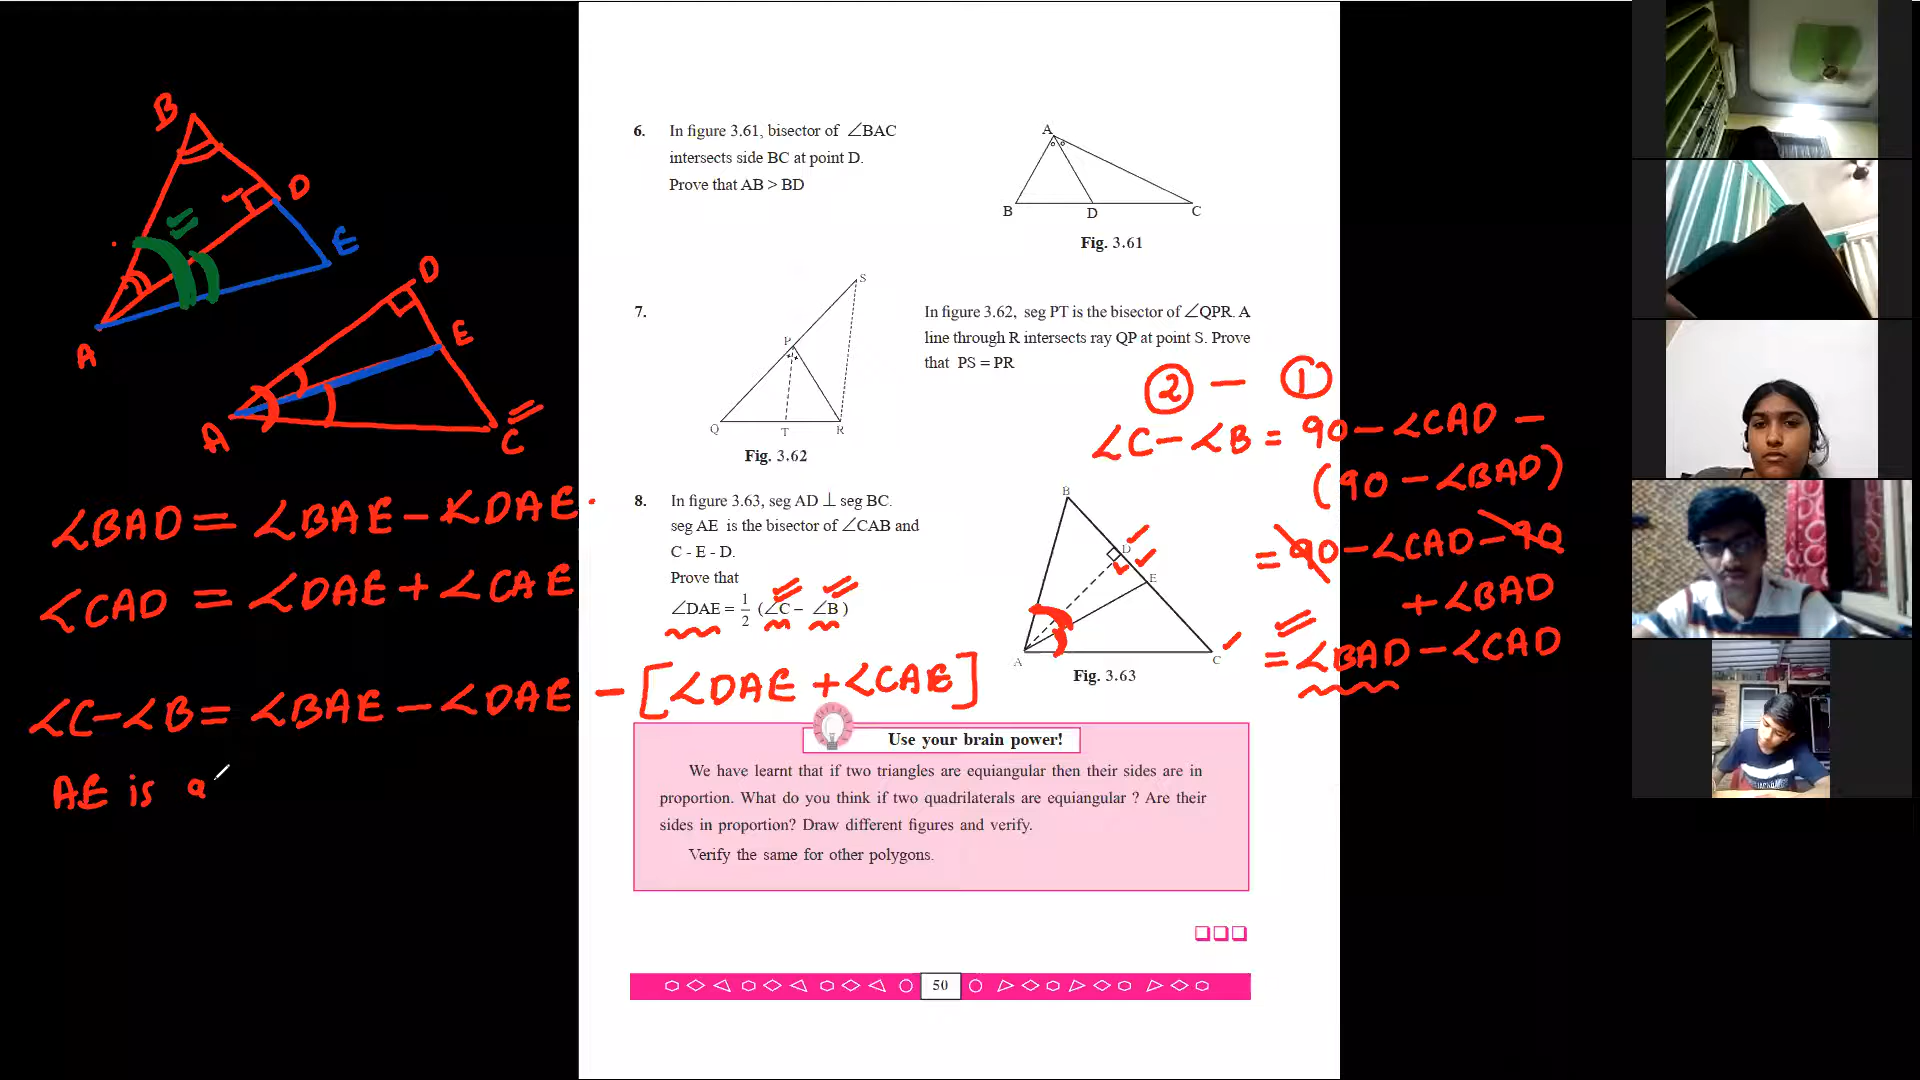 B
D
E
A
D
E
A
C
∠BAD = ∠BAE - ∠DAE
∠CAD = ∠DAE + ∠CAE
∠C - ∠B = ∠BAE - ∠DAE - [∠DAE + ∠CAE]
AE is a
6. In figure 3.61, bisector of ∠BAC
intersects side BC at point D.
Prove that AB > BD
A
B D C
Fig. 3.61
7.
S
P
Q T R
Fig. 3.62
In figure 3.62, seg PT is the bisector of ∠QPR. A
line through R intersects ray QP at point S. Prove
that PS = PR
8. In figure 3.63, seg AD ⊥ seg BC.
seg AE is the bisector of ∠CAB and
C - E - D.
Prove that
∠DAE = 1/2 (∠C - ∠B)
B
D
E
A C
Fig. 3.63
② - ①
∠C - ∠B = 90 - ∠CAD -
(90 - ∠BAD)
= 90 - ∠CAD - 90
+ ∠BAD
= ∠BAD - ∠CAD
Use your brain power!
We have learnt that if two triangles are equiangular then their sides are in
proportion. What do you think if two quadrilaterals are equiangular ? Are their
sides in proportion? Draw different figures and verify.
Verify the same for other polygons.
50